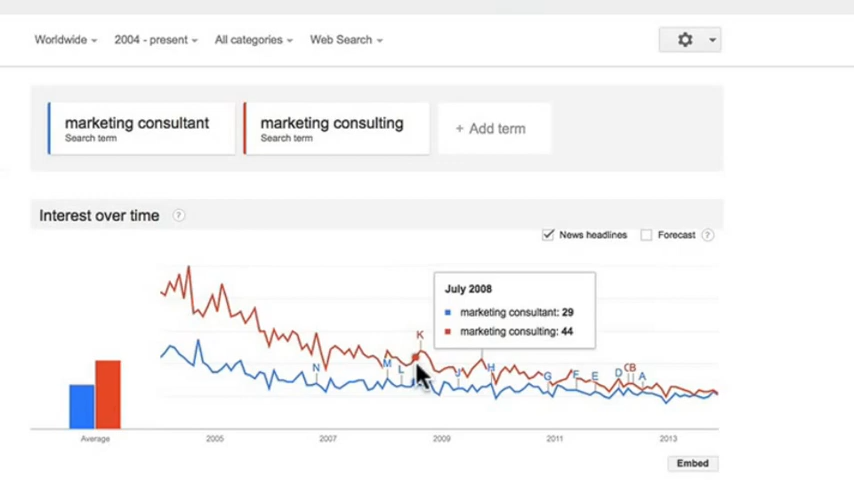 Worldwide 2004 - present All categories Web Search
marketing consultant marketing consulting + Add term
Search term Search term
Interest over time ?
News headlines Forecast ?
July 2008
marketing consultant: 29
marketing consulting: 44
K
N M L J H G F E D C B A
Average 2005 2007 2009 2011 2013
Embed